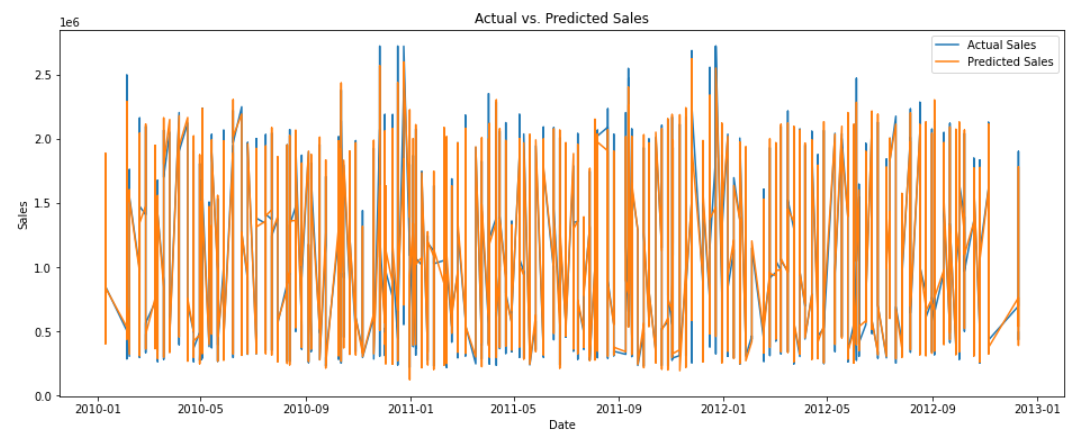 Actual vs. Predicted Sales
1e6
Actual Sales
Predicted Sales
2.5
2.0
1.5
1.0
0.5
0.0
Sales
2010-01 2010-05 2010-09 2011-01 2011-05 2011-09 2012-01 2012-05 2012-09 2013-01
Date